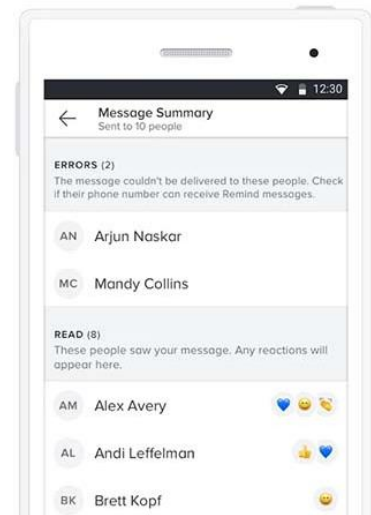 12:30
Message Summary
Sent to 10 people
ERRORS (2)
The message couldn't be delivered to these people. Check
if their phone number can receive Remind messages.
AN Arjun Naskar
MC Mandy Collins
READ (8)
These people saw your message. Any reactions will
appear here.
AM Alex Avery
AL Andi Leffelman
BK Brett Kopf